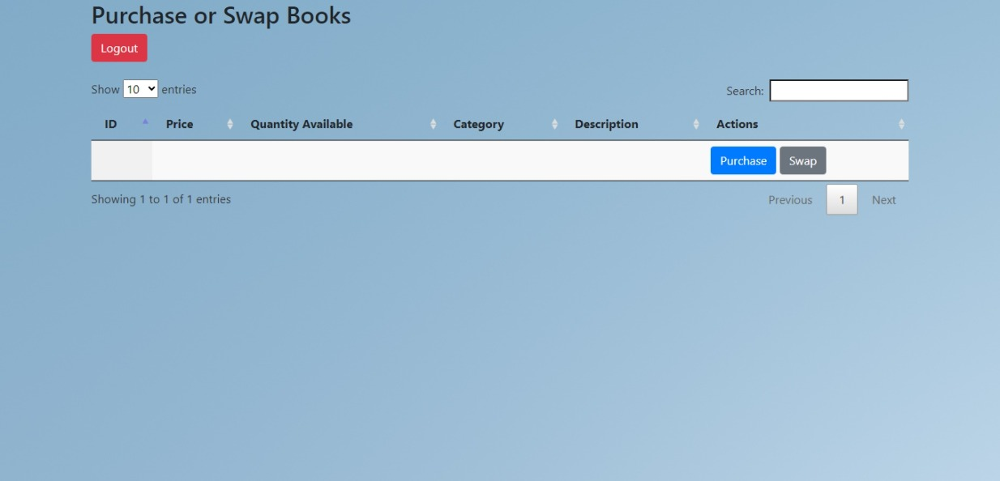 Purchase or Swap Books
Logout
Show 10 entries
Search:
ID Price Quantity Available Category Description Actions
Purchase Swap
Showing 1 to 1 of 1 entries
Previous 1 Next